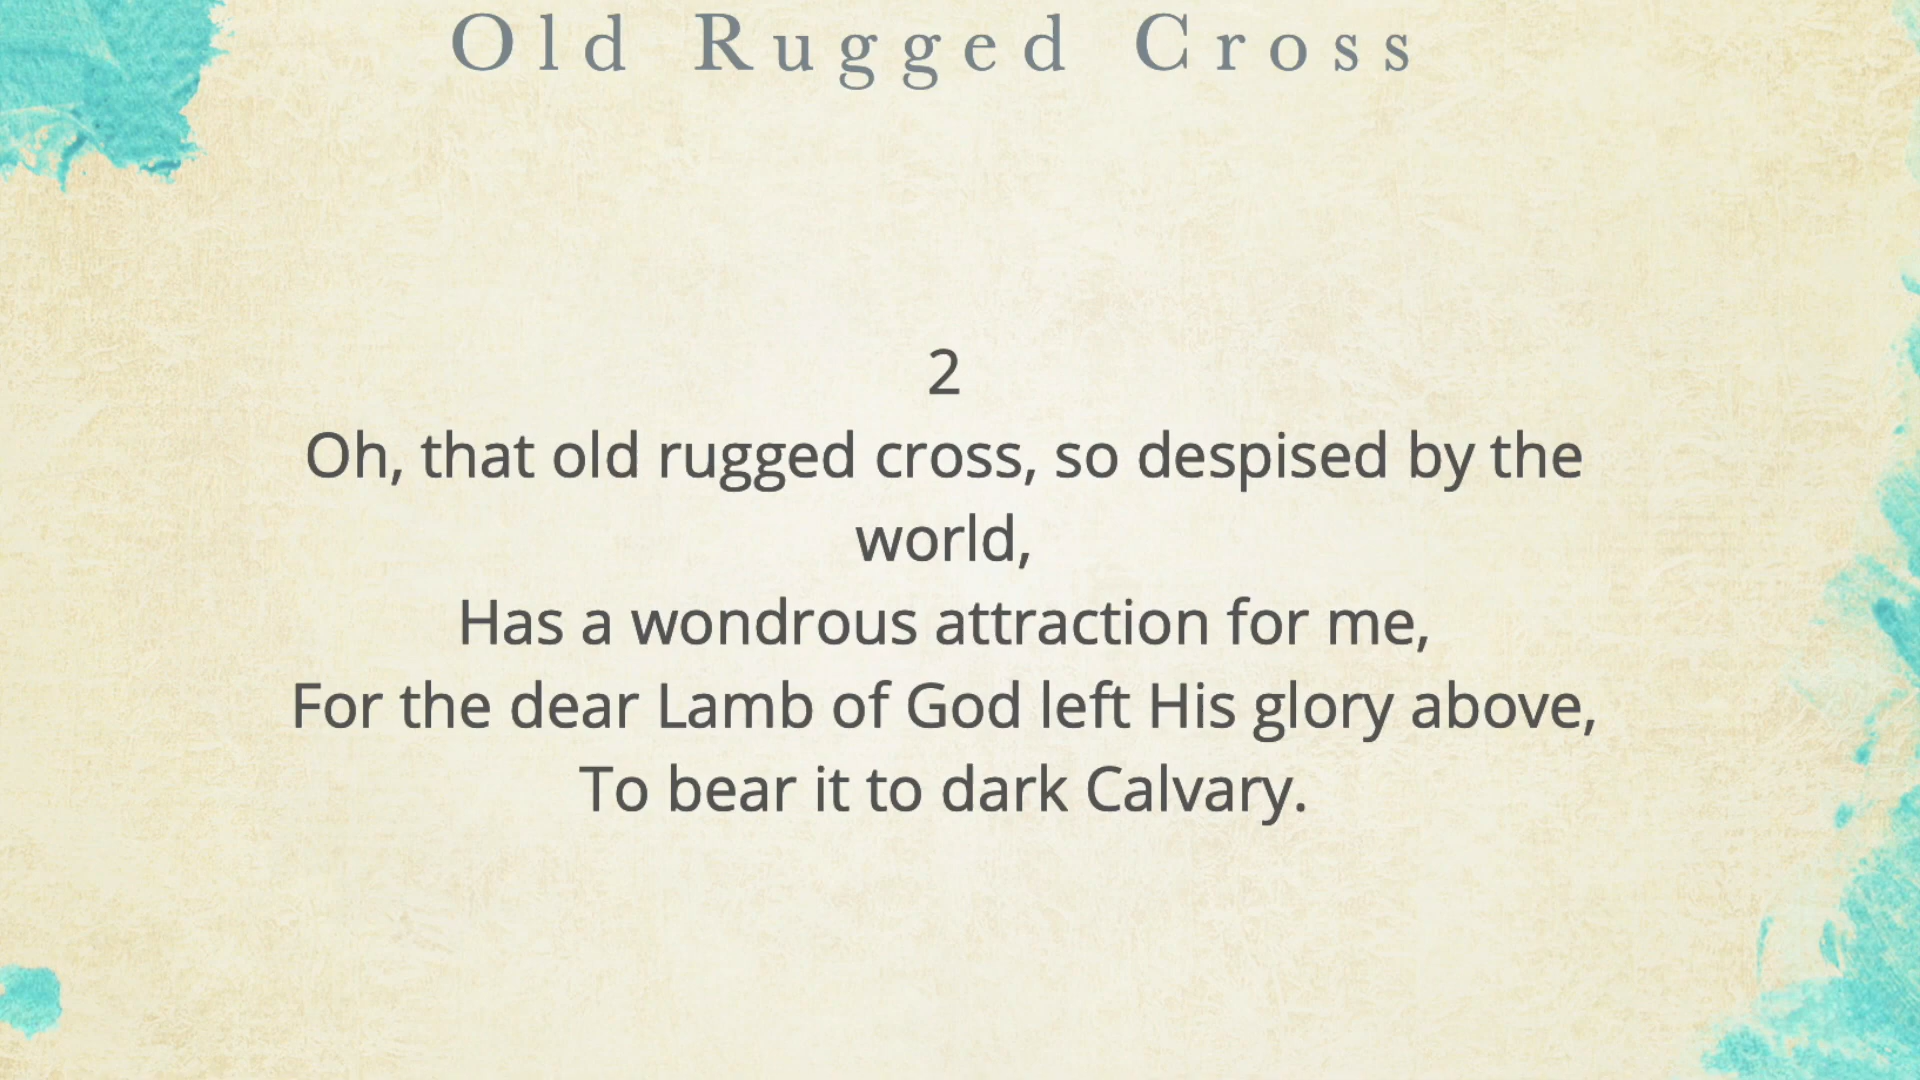 Old Rugged Cross
2
Oh, that old rugged cross, so despised by the
world,
Has a wondrous attraction for me,
For the dear Lamb of God left His glory above,
To bear it to dark Calvary.